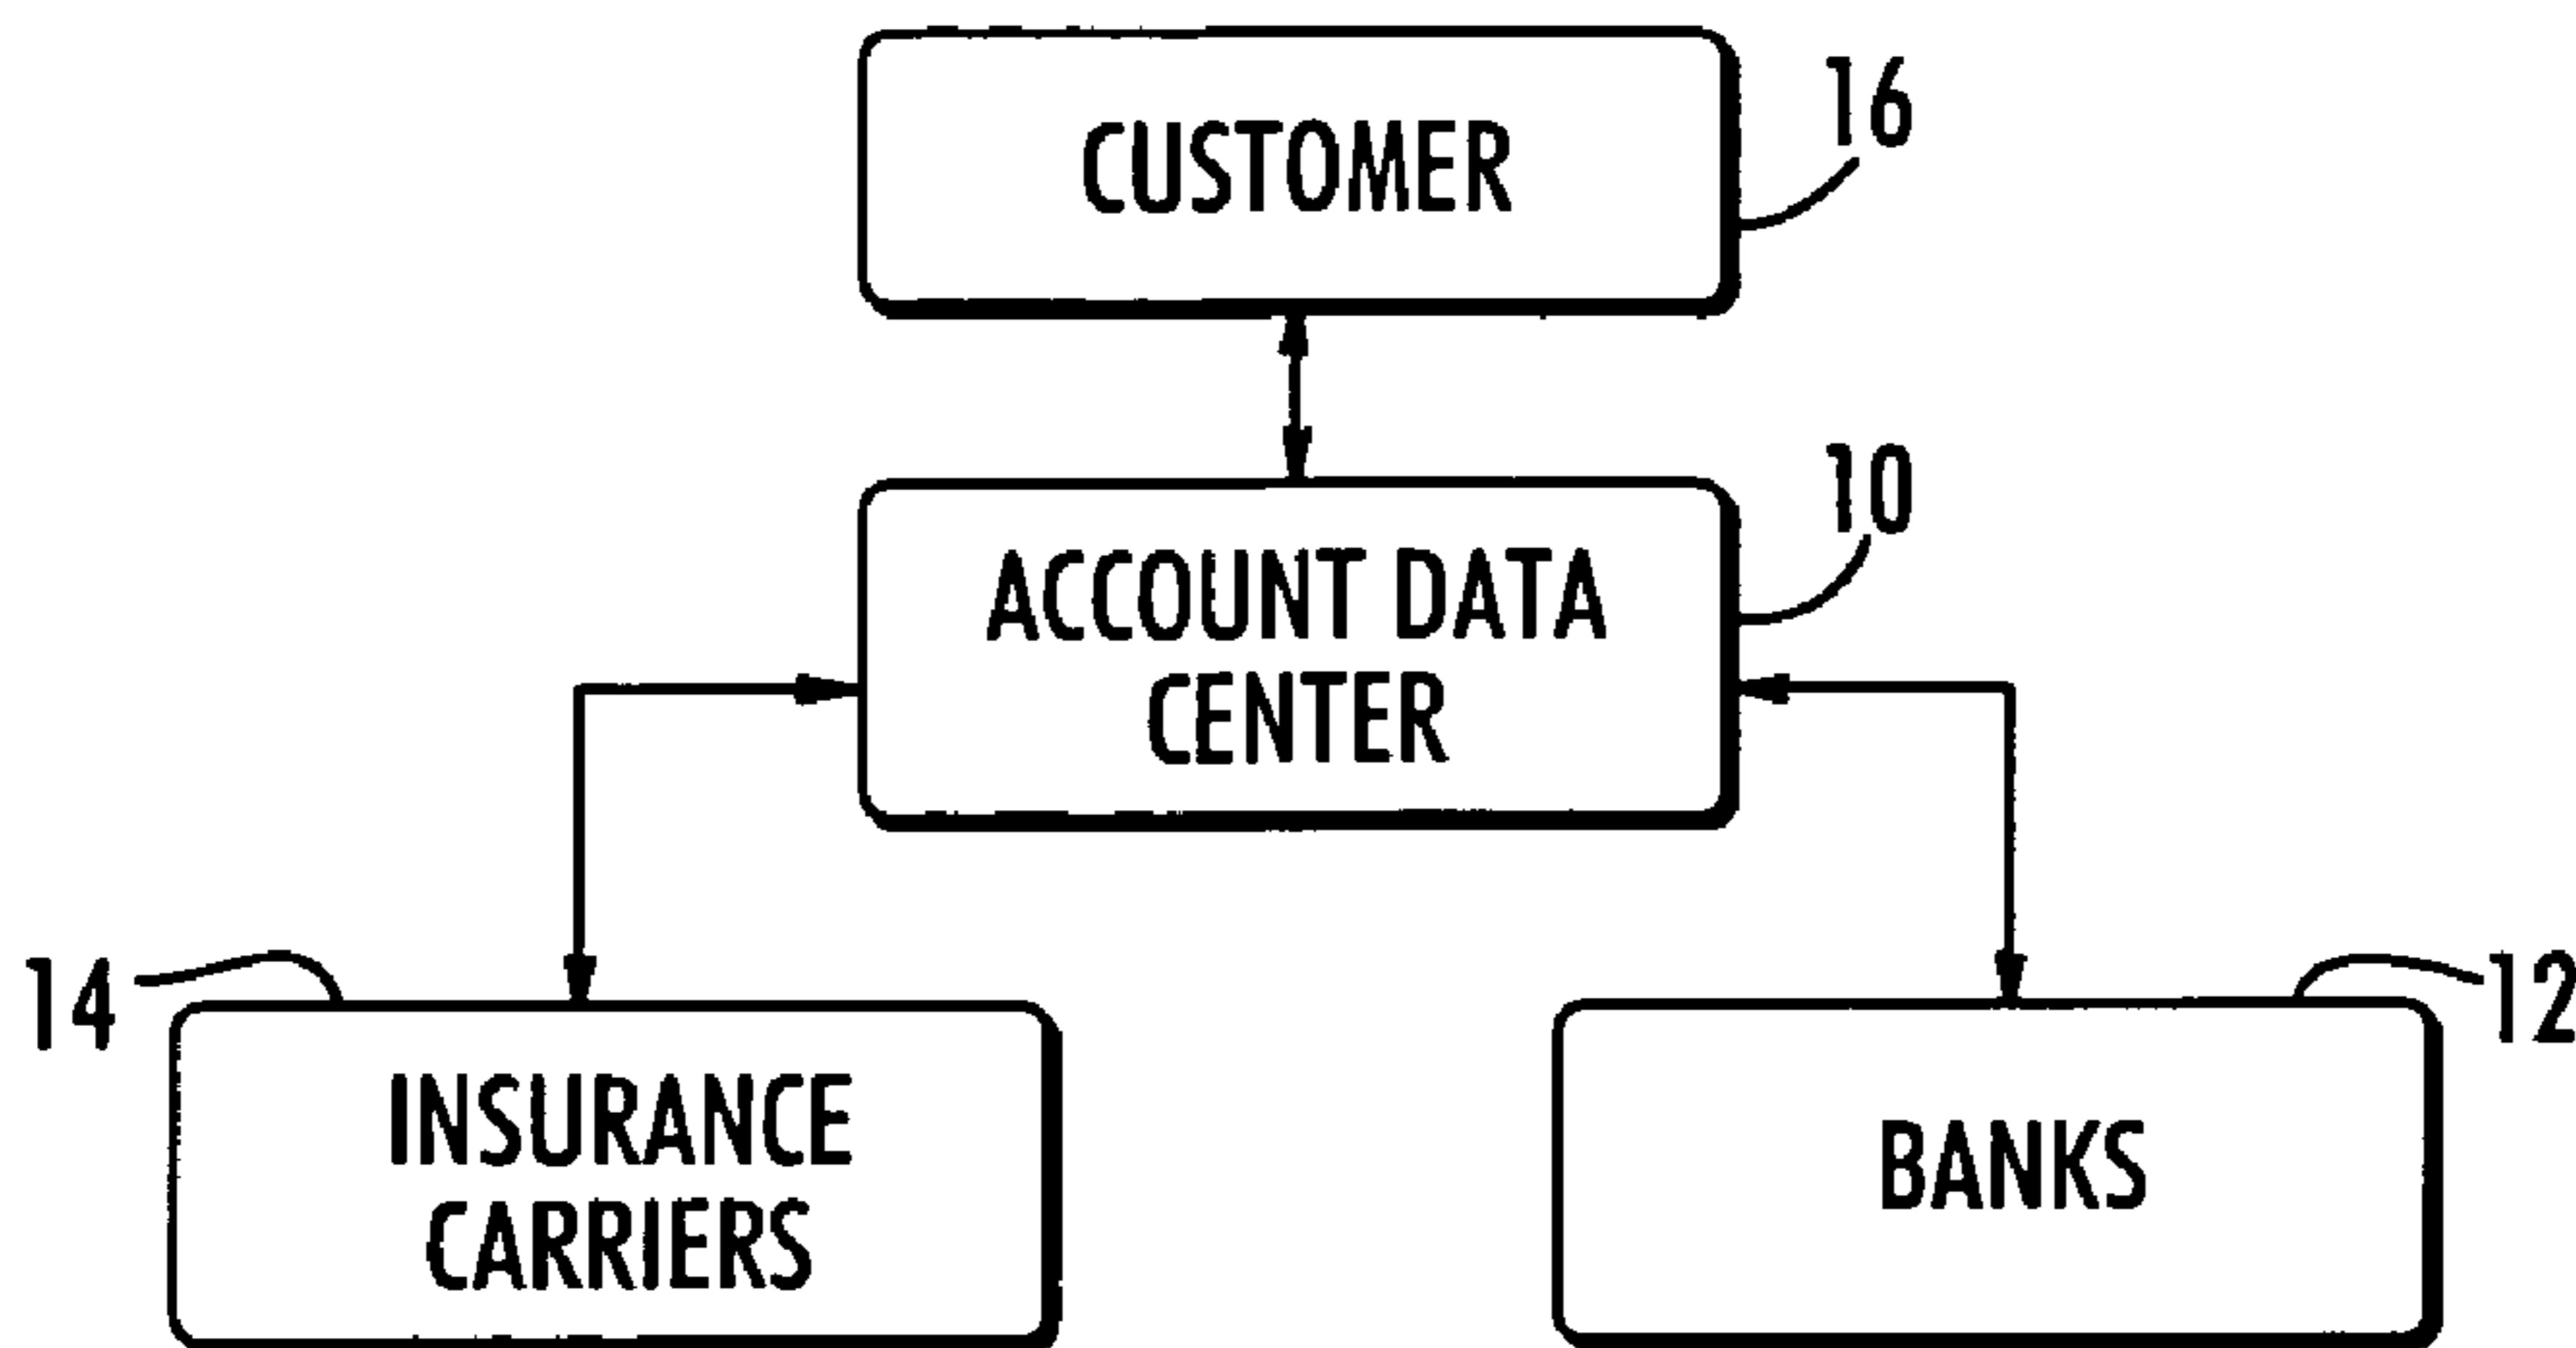 CUSTOMER
16
ACCOUNT DATA
CENTER
10
14
INSURANCE
CARRIERS
12
BANKS